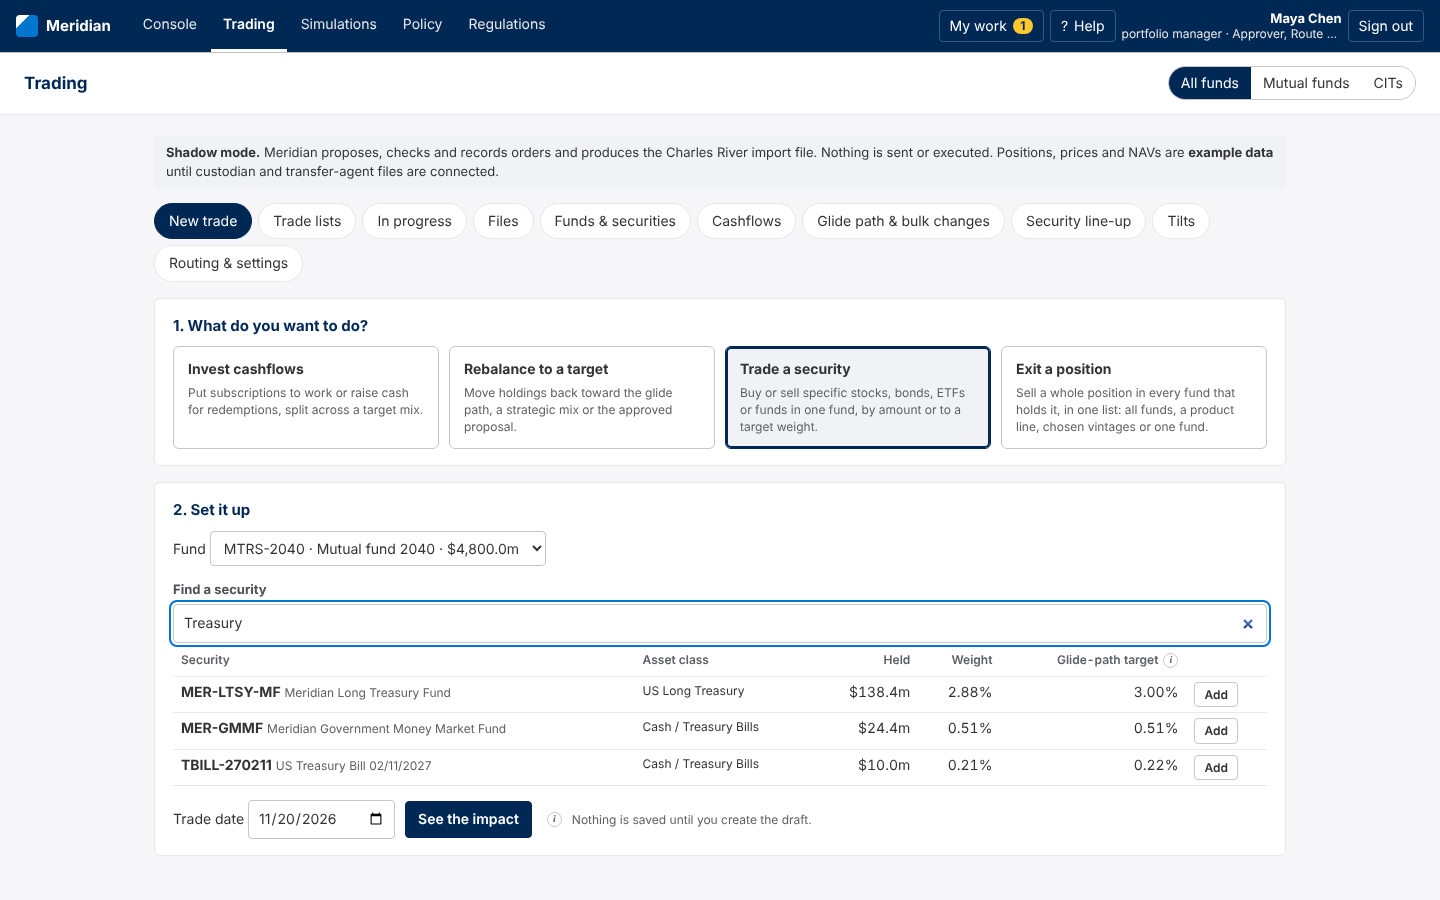 Meridian
Console
Trading
Simulations
Policy
Regulations
My work 1
? Help
Maya Chen
portfolio manager · Approver, Route ...
Sign out
Trading
All funds
Mutual funds
CITs
Shadow mode. Meridian proposes, checks and records orders and produces the Charles River import file. Nothing is sent or executed. Positions, prices and NAVs are example data
until custodian and transfer-agent files are connected.
New trade
Trade lists
In progress
Files
Funds & securities
Cashflows
Glide path & bulk changes
Security line-up
Tilts
Routing & settings
1. What do you want to do?
Invest cashflows
Put subscriptions to work or raise cash
for redemptions, split across a target mix.
Rebalance to a target
Move holdings back toward the glide
path, a strategic mix or the approved
proposal.
Trade a security
Buy or sell specific stocks, bonds, ETFs
or funds in one fund, by amount or to a
target weight.
Exit a position
Sell a whole position in every fund that
holds it, in one list: all funds, a product
line, chosen vintages or one fund.
2. Set it up
Fund MTRS-2040 · Mutual fund 2040 · $4,800.0m
Find a security
Treasury
Security Asset class Held Weight Glide-path target i
MER-LTSY-MF Meridian Long Treasury Fund US Long Treasury $138.4m 2.88% 3.00% Add
MER-GMMF Meridian Government Money Market Fund Cash / Treasury Bills $24.4m 0.51% 0.51% Add
TBILL-270211 US Treasury Bill 02/11/2027 Cash / Treasury Bills $10.0m 0.21% 0.22% Add
Trade date 11/20/2026 See the impact i Nothing is saved until you create the draft.